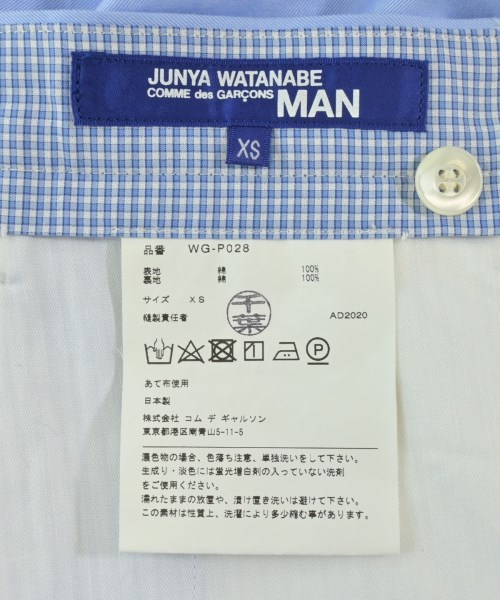 JUNYA WATANABE
COMME des GARÇONS MAN
XS
品番 WG-P028
表地 綿 100%
裏地 綿 100%
サイズ XS
縫製責任者 千葉 AD2020
あて布使用
日本製
株式会社 コム デ ギャルソン
東京都港区南青山5-11-5
濃色物の場合、色落ち注意、単独洗いをして下さい。
生成り・淡色には蛍光増白剤の入っていない洗剤
をご使用ください。
濡れたままの放置や、漬け置き洗いは避けて下さい。
この素材は性質上、洗濯により多少縮む事があります。